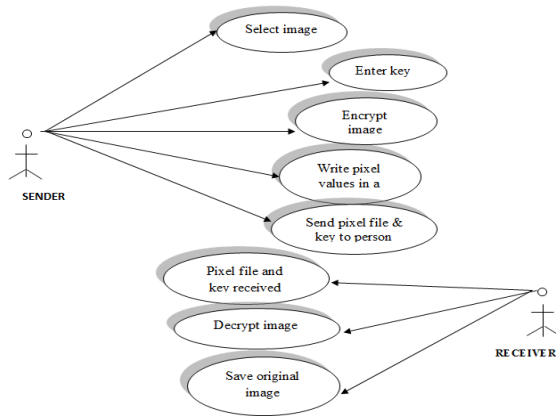 Select image
Enter key
Encrypt
image
Write pixel
values in a
SENDER
Send pixel file &
key to person
Pixel file and
key received
Decrypt image
RECEIVER
Save original
image